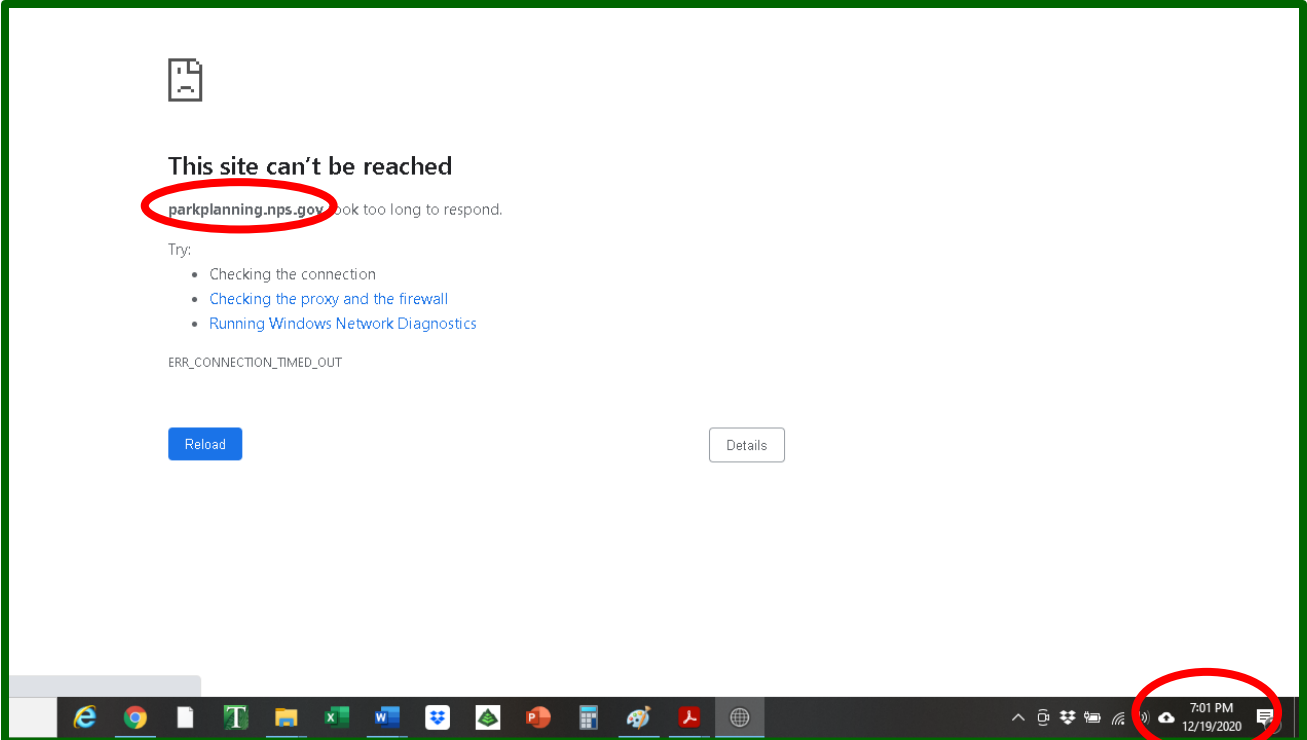 This site can't be reached
parkplanning.nps.gov took too long to respond.
Try:
• Checking the connection
• Checking the proxy and the firewall
• Running Windows Network Diagnostics
ERR_CONNECTION_TIMED_OUT
Reload
Details
7:01 PM
12/19/2020